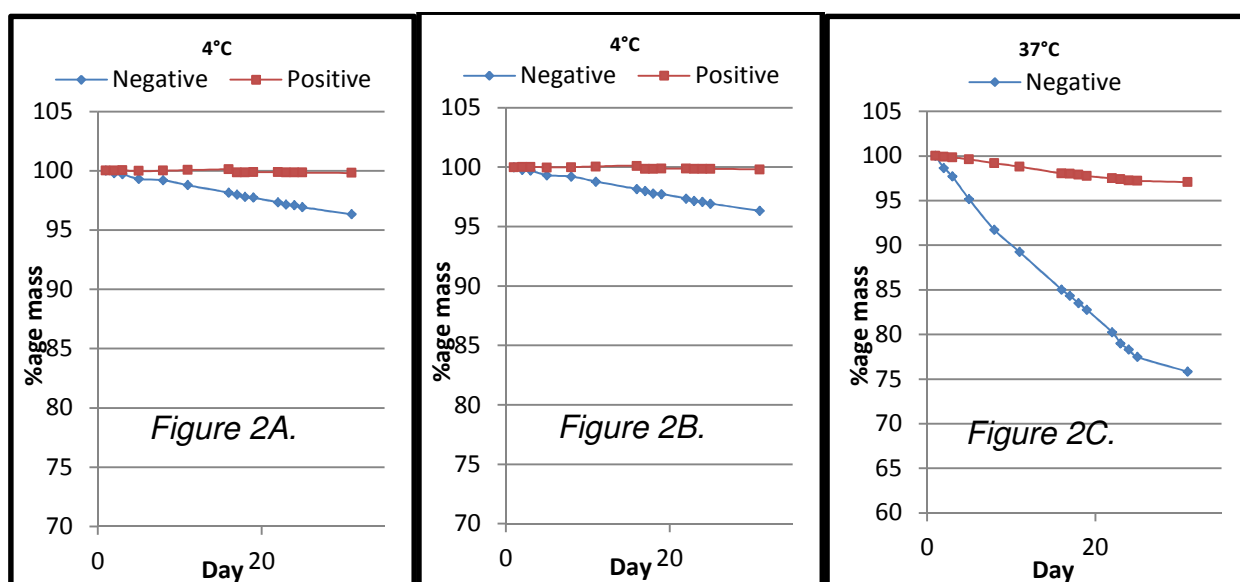 4°C
Negative Positive
105
100
95
90
85
80
75
70
%age mass
Figure 2A.
0 20
Day
4°C
Negative Positive
105
100
95
90
85
80
75
70
%age mass
Figure 2B.
0 20
Day
37°C
Negative
105
100
95
90
85
80
75
70
65
60
%age mass
Figure 2C.
0 20
Day